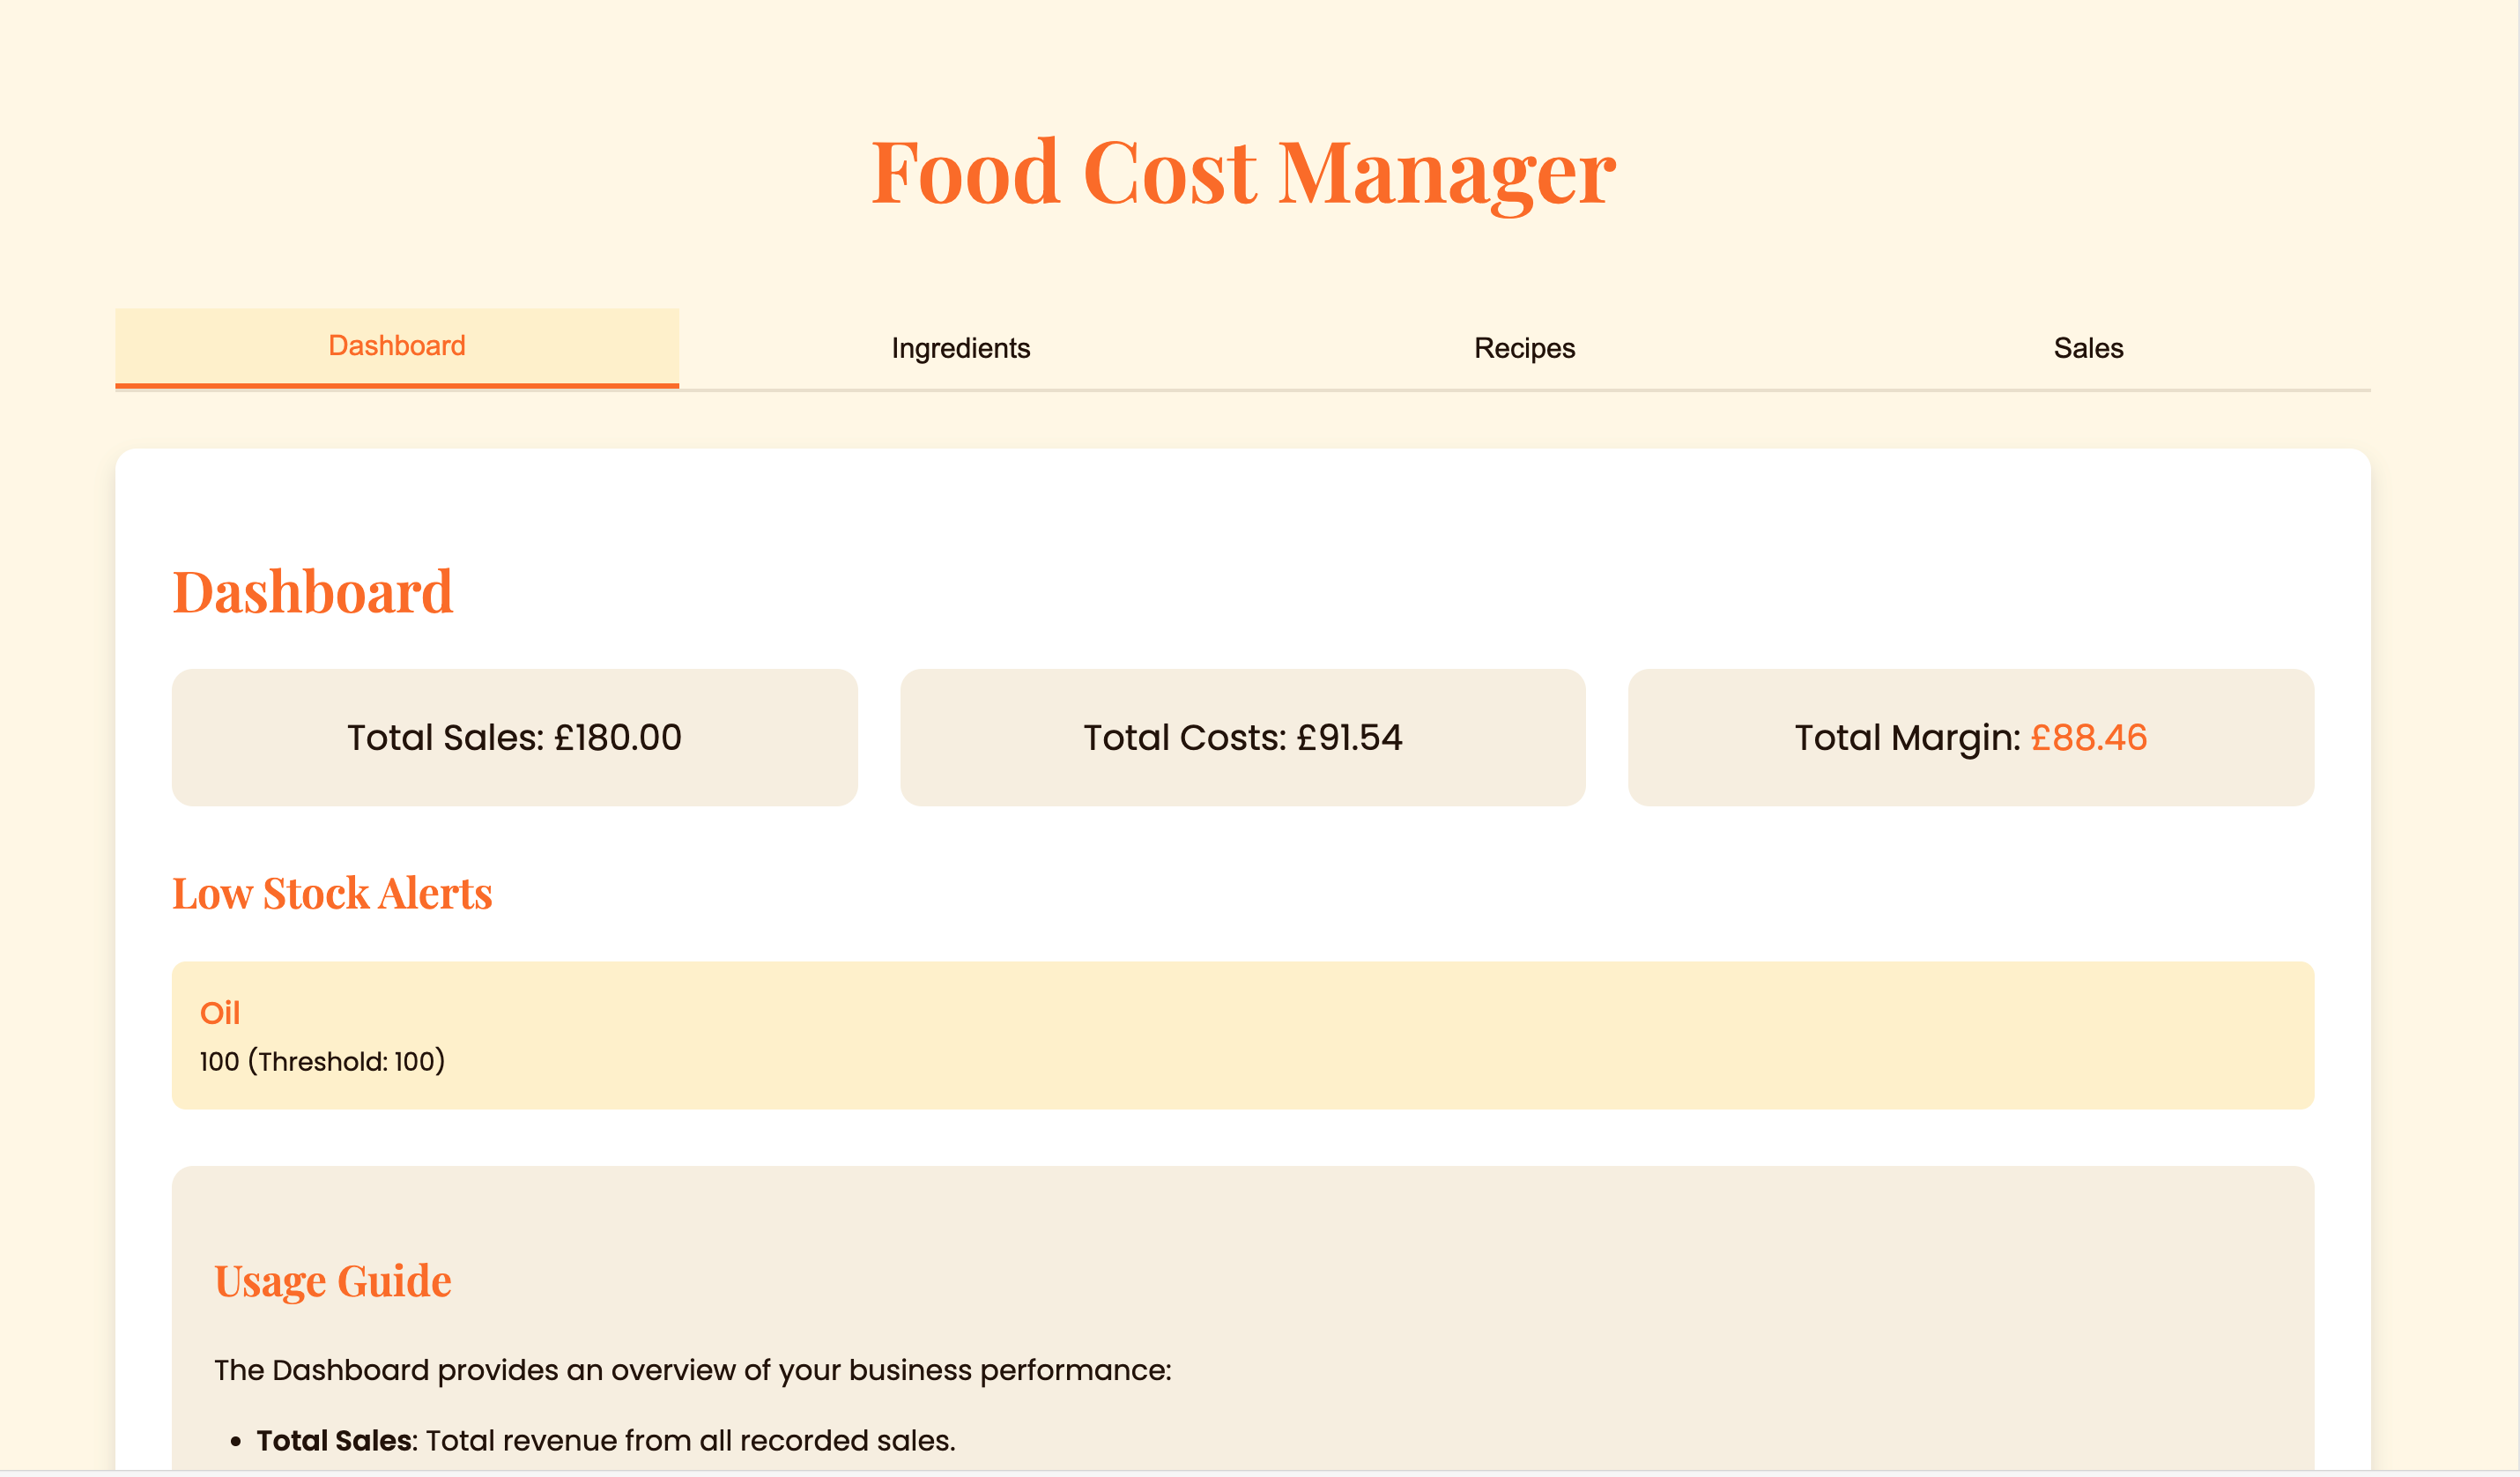 Food Cost Manager
Dashboard
Ingredients
Recipes
Sales
Dashboard
Total Sales: £180.00
Total Costs: £91.54
Total Margin: £88.46
Low Stock Alerts
Oil
100 (Threshold: 100)
Usage Guide
The Dashboard provides an overview of your business performance:
• Total Sales: Total revenue from all recorded sales.